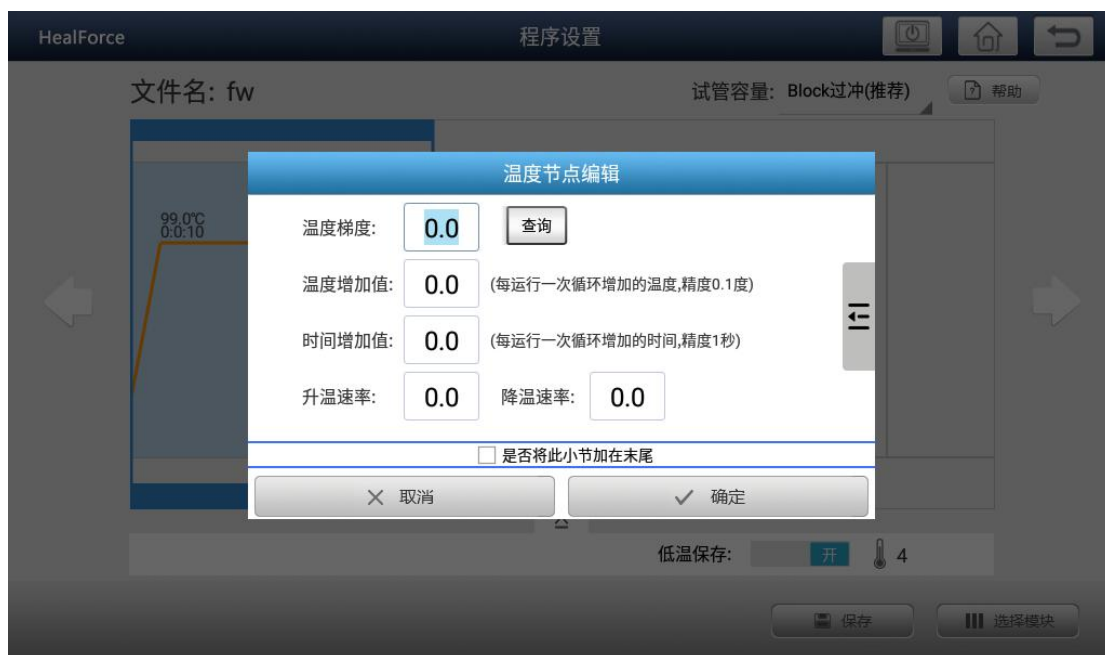 HealForce 程序设置
文件名: fw 试管容量: Block过冲(推荐) 帮助
温度节点编辑
99.0℃
0:0:10
温度梯度: 0.0 查询
温度增加值: 0.0 (每运行一次循环增加的温度,精度0.1度)
时间增加值: 0.0 (每运行一次循环增加的时间,精度1秒)
升温速率: 0.0 降温速率: 0.0
是否将此小节加在末尾
取消 确定
低温保存: 开 4
保存 选择模块